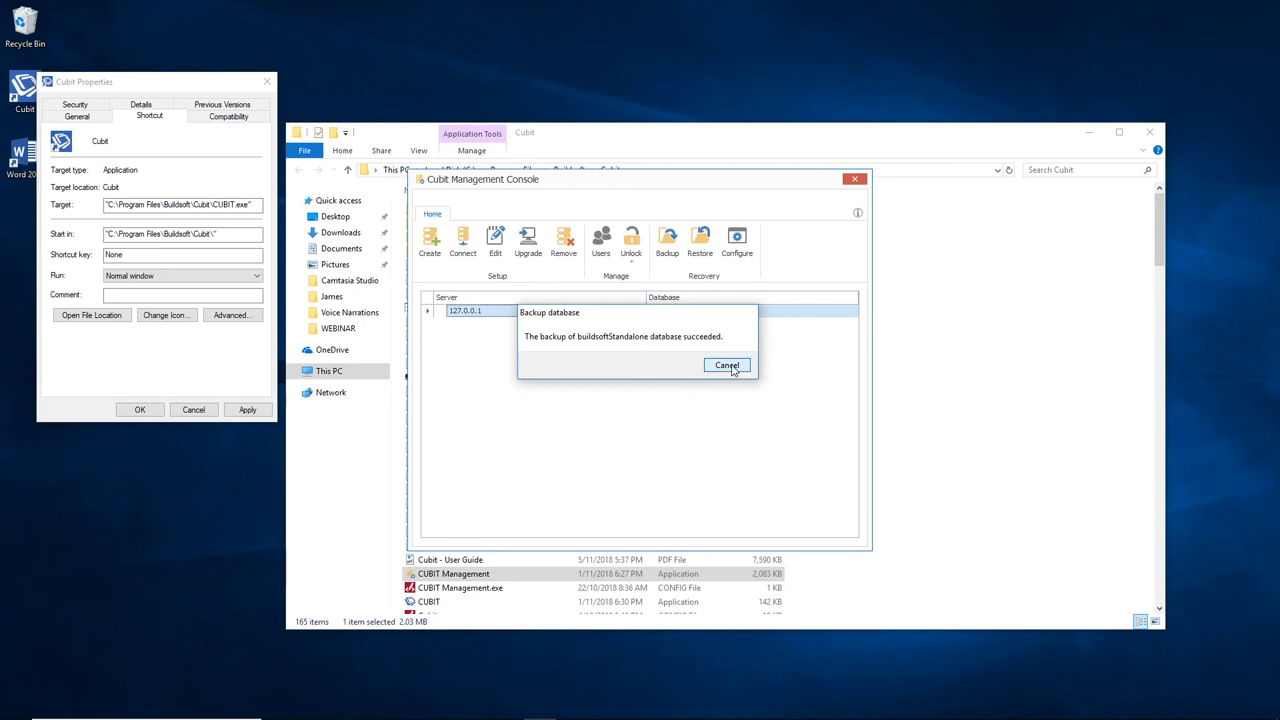 Recycle Bin
Cubit
Cubit Properties
Security Details Previous Versions
General Shortcut Compatibility
Cubit
Target type: Application
Target location: Cubit
Target: "C:\Program Files\Buildsoft\Cubit\CUBIT.exe"
Start in: "C:\Program Files\Buildsoft\Cubit\"
Shortcut key: None
Run: Normal window
Comment:
Open File Location Change Icon... Advanced...
OK Cancel Apply
Application Tools Cubit
File Home Share View Manage
This PC
Search Cubit
Quick access
Desktop
Downloads
Documents
Pictures
Camtasia Studio
James
Voice Narrations
WEBINAR
OneDrive
This PC
Network
Cubit Management Console
Home
Create Connect Edit Upgrade Remove Users Unlock Backup Restore Configure
Setup Manage Recovery
Server Database
127.0.0.1
Backup database
The backup of buildsoftStandalone database succeeded.
Cancel
Cubit - User Guide 5/11/2018 5:37 PM PDF File 7,590 KB
CUBIT Management 1/11/2018 6:27 PM Application 2,083 KB
CUBIT Management.exe 22/10/2018 8:36 AM CONFIG File 1 KB
CUBIT 1/11/2018 6:30 PM Application 142 KB
165 items 1 item selected 2.03 MB